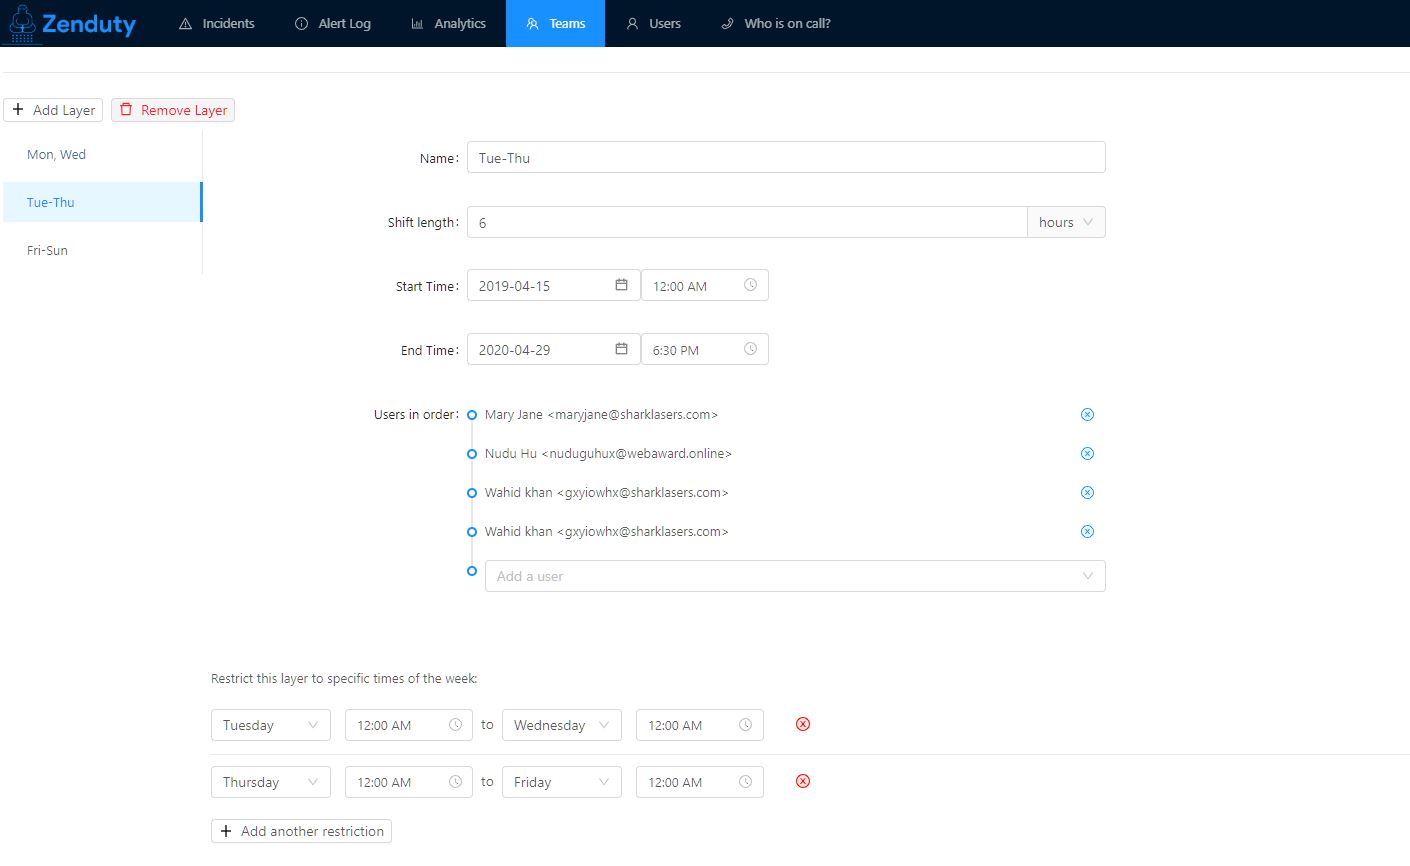 Zenduty Incidents Alert Log Analytics Teams Users Who is on call?
Add Layer Remove Layer
Mon, Wed
Tue-Thu
Fri-Sun
Name: Tue-Thu
Shift length: 6 hours
Start Time: 2019-04-15 12:00 AM
End Time: 2020-04-29 6:30 PM
Users in order: Mary Jane <maryjane@sharklasers.com>
Nudu Hu <nuduguhux@webaward.online>
Wahid khan <gxyiowhx@sharklasers.com>
Wahid khan <gxyiowhx@sharklasers.com>
Add a user
Restrict this layer to specific times of the week:
Tuesday 12:00 AM to Wednesday 12:00 AM
Thursday 12:00 AM to Friday 12:00 AM
Add another restriction